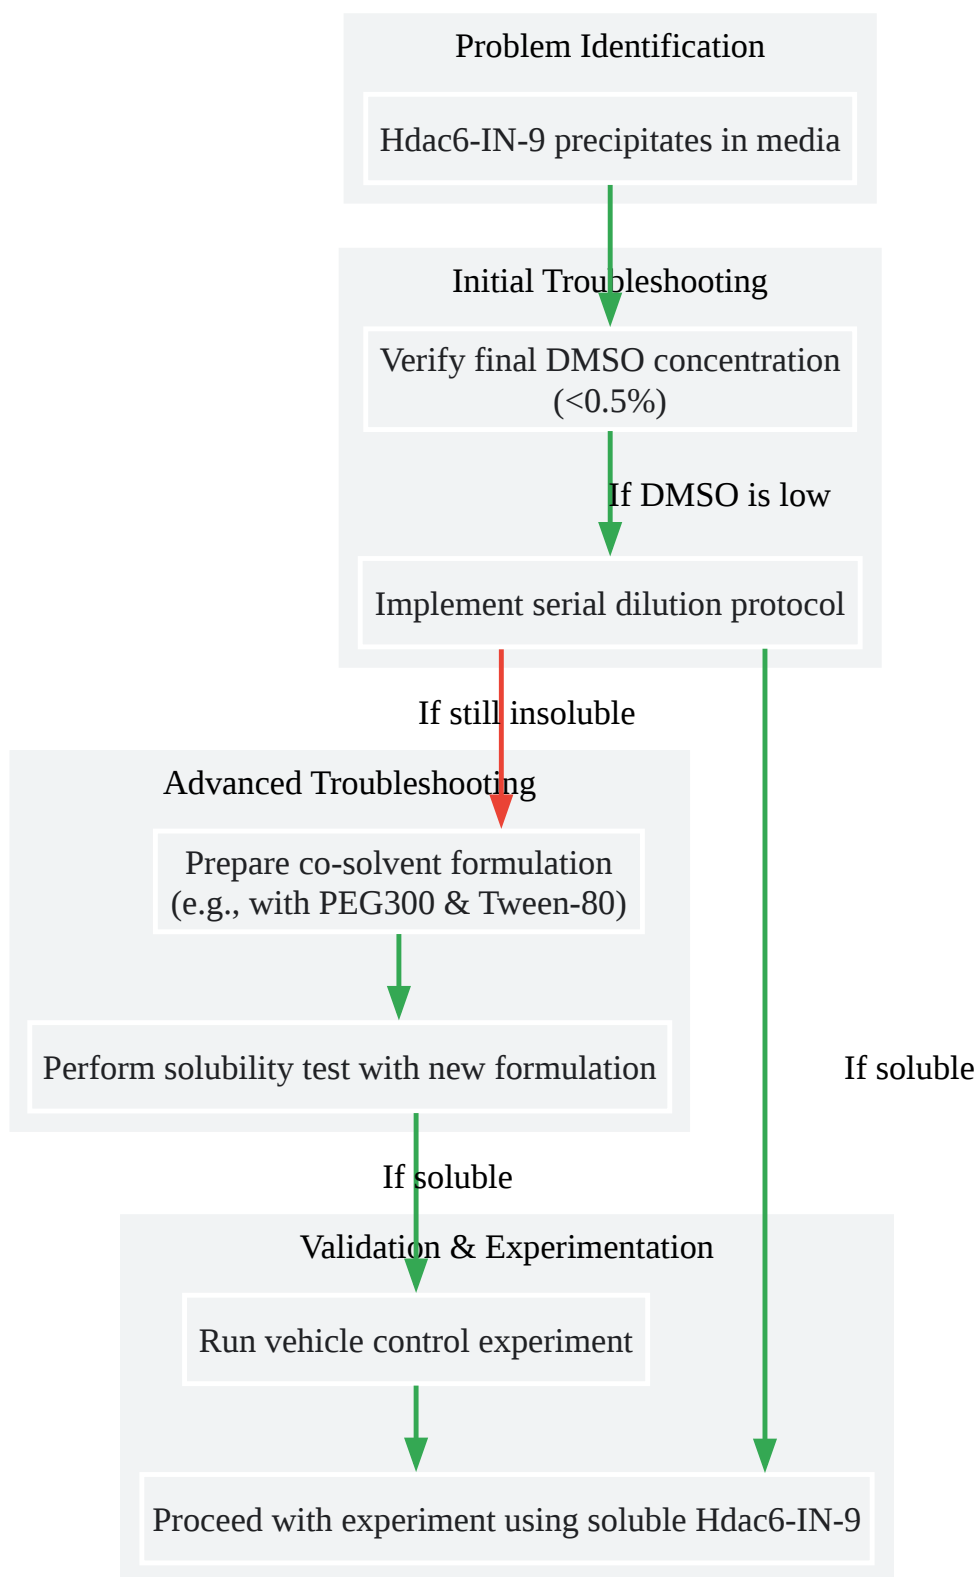 Problem Identification
Hdac6-IN-9 precipitates in media
Initial Troubleshooting
Verify final DMSO concentration
(<0.5%)
If DMSO is low
Implement serial dilution protocol
If still insoluble
Advanced Troubleshooting
Prepare co-solvent formulation
(e.g., with PEG300 & Tween-80)
Perform solubility test with new formulation
If soluble
If soluble
Validation & Experimentation
Run vehicle control experiment
Proceed with experiment using soluble Hdac6-IN-9